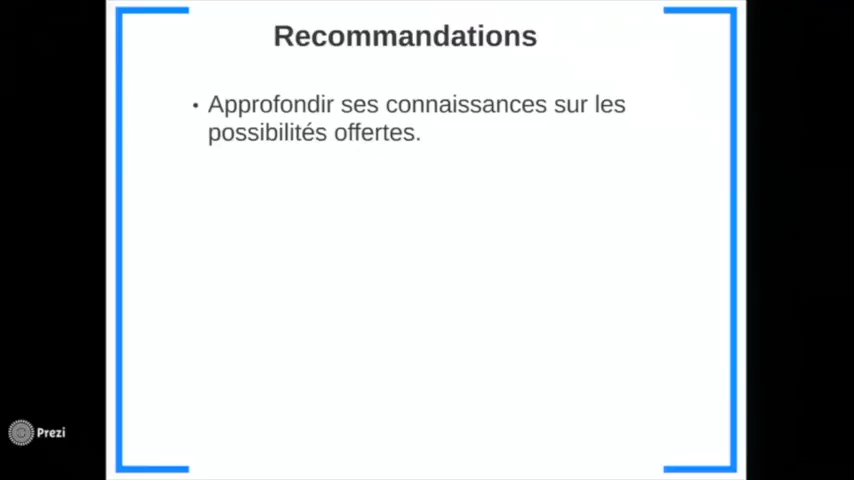 Recommandations
• Approfondir ses connaissances sur les
possibilités offertes.
Prezi